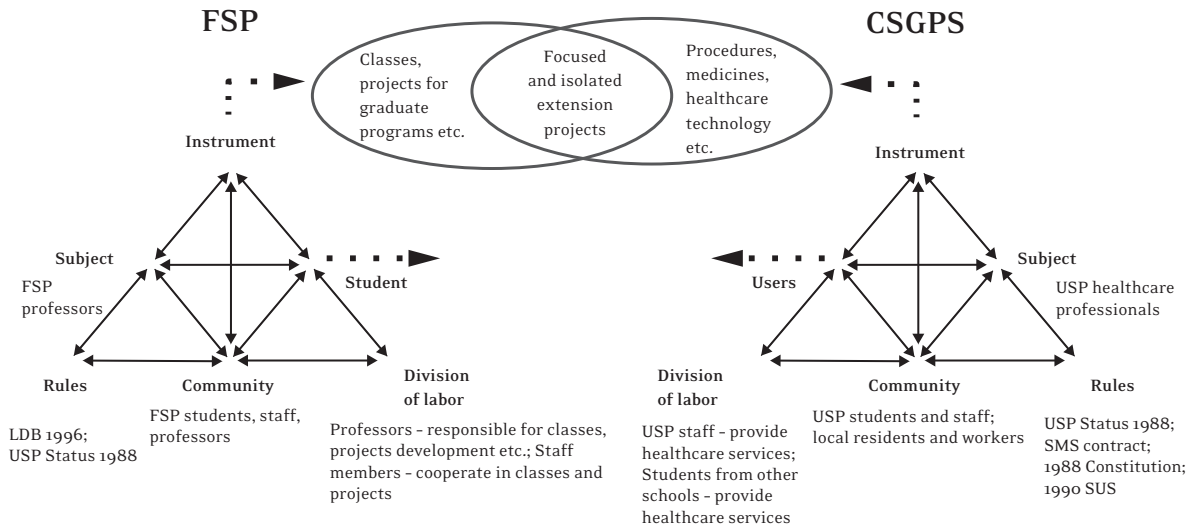 FSP
CSGPS
Classes,
projects for
graduate
programs etc.
Focused
and isolated
extension
projects
Procedures,
medicines,
healthcare
technology
etc.
Instrument
Instrument
Subject
FSP
professors
Student
Users
Subject
USP healthcare
professionals
Rules
LDB 1996;
USP Status 1988
Community
FSP students, staff,
professors
Division
of labor
Professors - responsible for classes,
projects development etc.; Staff
members - cooperate in classes and
projects
Division
of labor
USP staff - provide
healthcare services;
Students from other
schools - provide
healthcare services
Community
USP students and staff;
local residents and workers
Rules
USP Status 1988;
SMS contract;
1988 Constitution;
1990 SUS